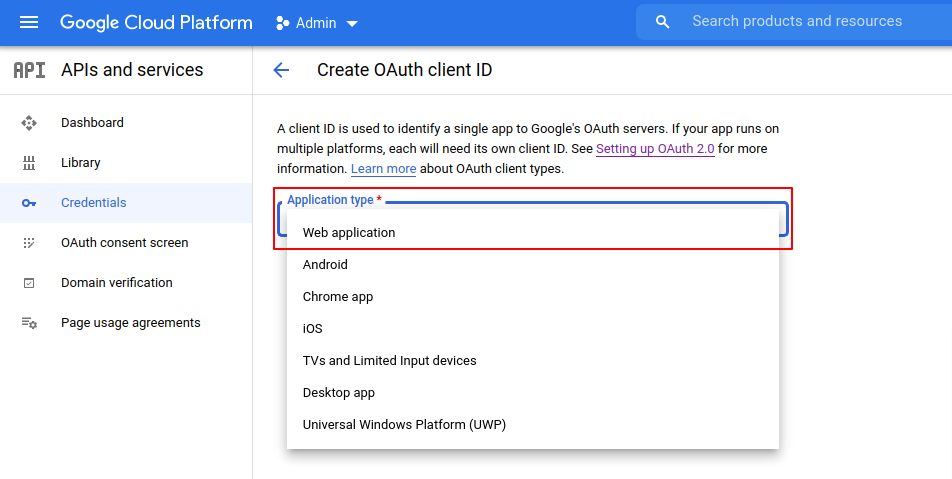 Google Cloud Platform
Admin
Search products and resources
API
APIs and services
Create OAuth client ID
Dashboard
Library
Credentials
OAuth consent screen
Domain verification
Page usage agreements
A client ID is used to identify a single app to Google's OAuth servers. If your app runs on
multiple platforms, each will need its own client ID. See Setting up OAuth 2.0 for more
information. Learn more about OAuth client types.
Application type *
Web application
Android
Chrome app
iOS
TVs and Limited Input devices
Desktop app
Universal Windows Platform (UWP)